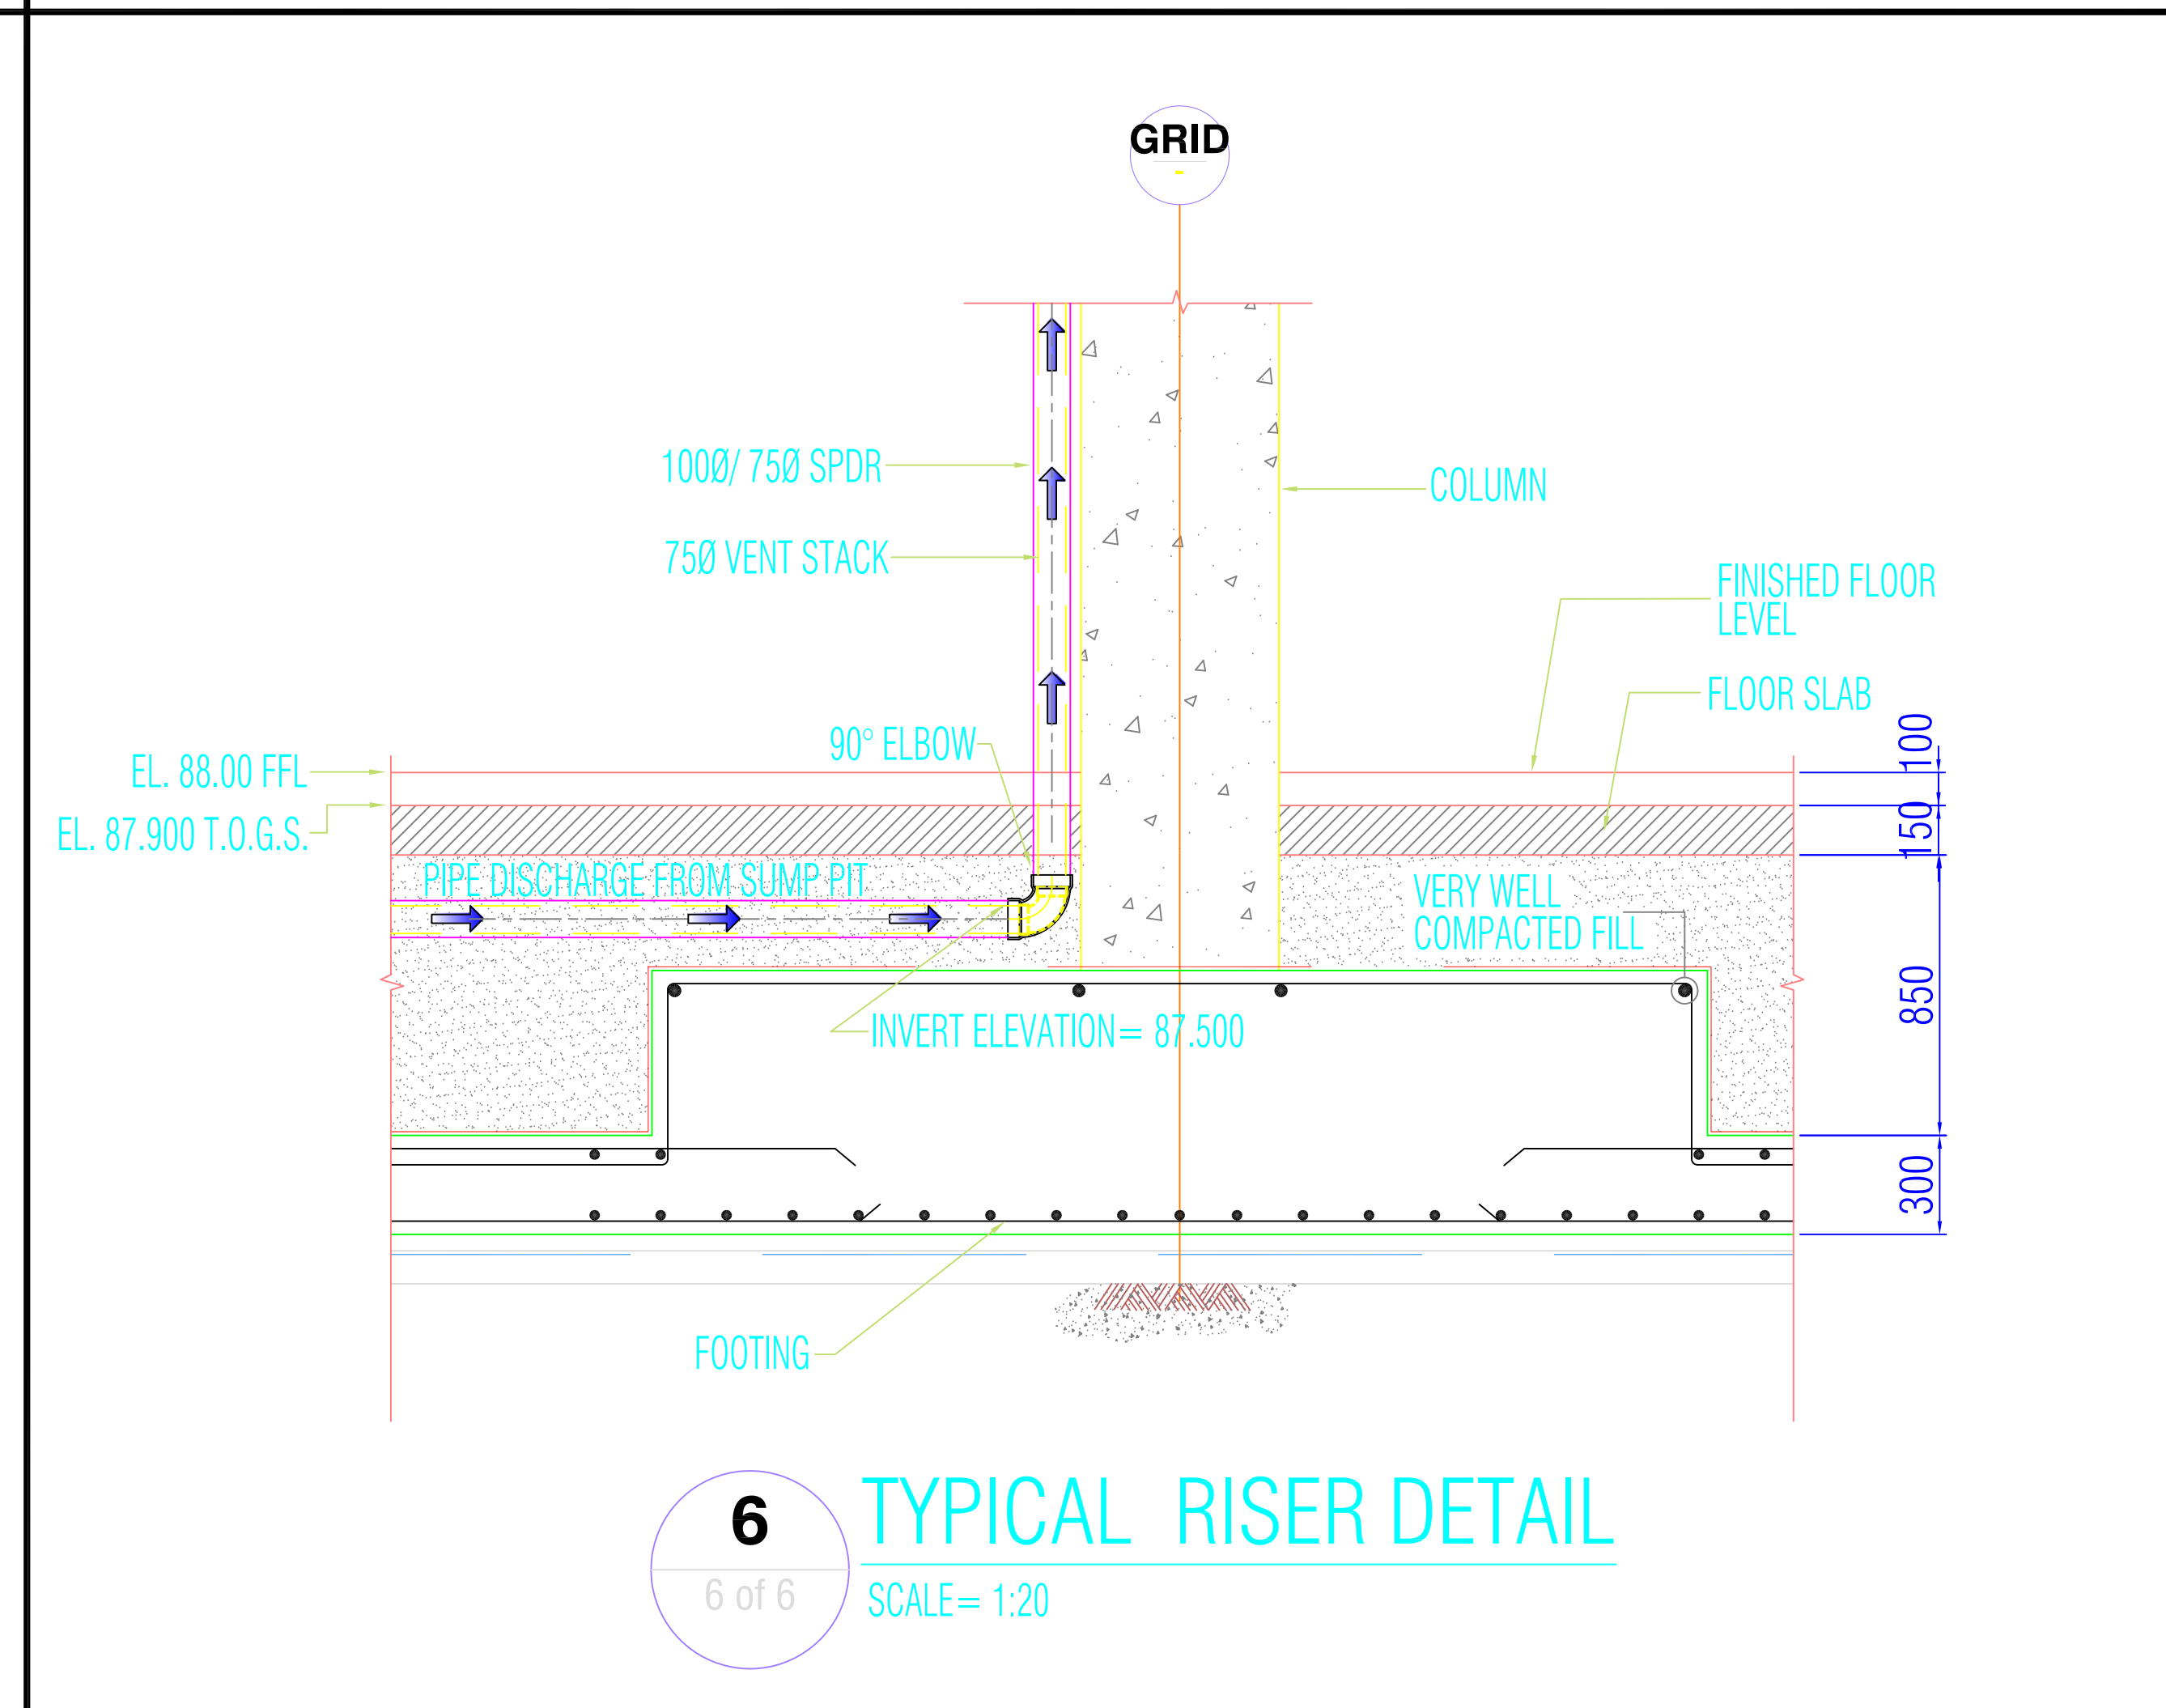 GRID
-
100Ø/ 75Ø SPDR
COLUMN
75Ø VENT STACK
FINISHED FLOOR
LEVEL
FLOOR SLAB
90° ELBOW
EL. 88.00 FFL
EL. 87.900 T.O.G.S.
100
150
PIPE DISCHARGE FROM SUMP PIT
VERY WELL
COMPACTED FILL
850
INVERT ELEVATION= 87.500
300
FOOTING
6
6 of 6
TYPICAL RISER DETAIL
SCALE= 1:20